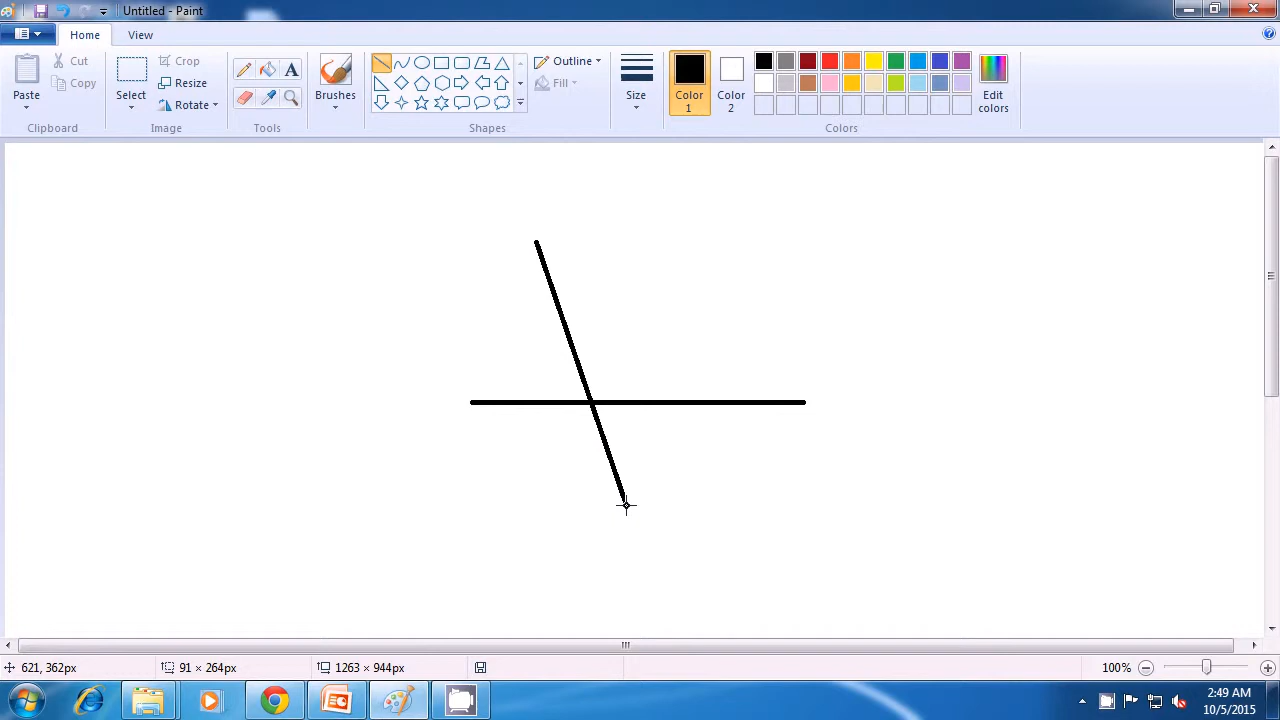 Untitled - Paint
Home View
Paste
Cut
Copy
Clipboard
Select
Crop
Resize
Rotate
Image
A
Tools
Brushes
Shapes
Outline
Fill
Size
Color
1
Color
2
Edit
colors
Colors
621, 362px
91 × 264px
1263 × 944px
100%
2:49 AM
10/5/2015